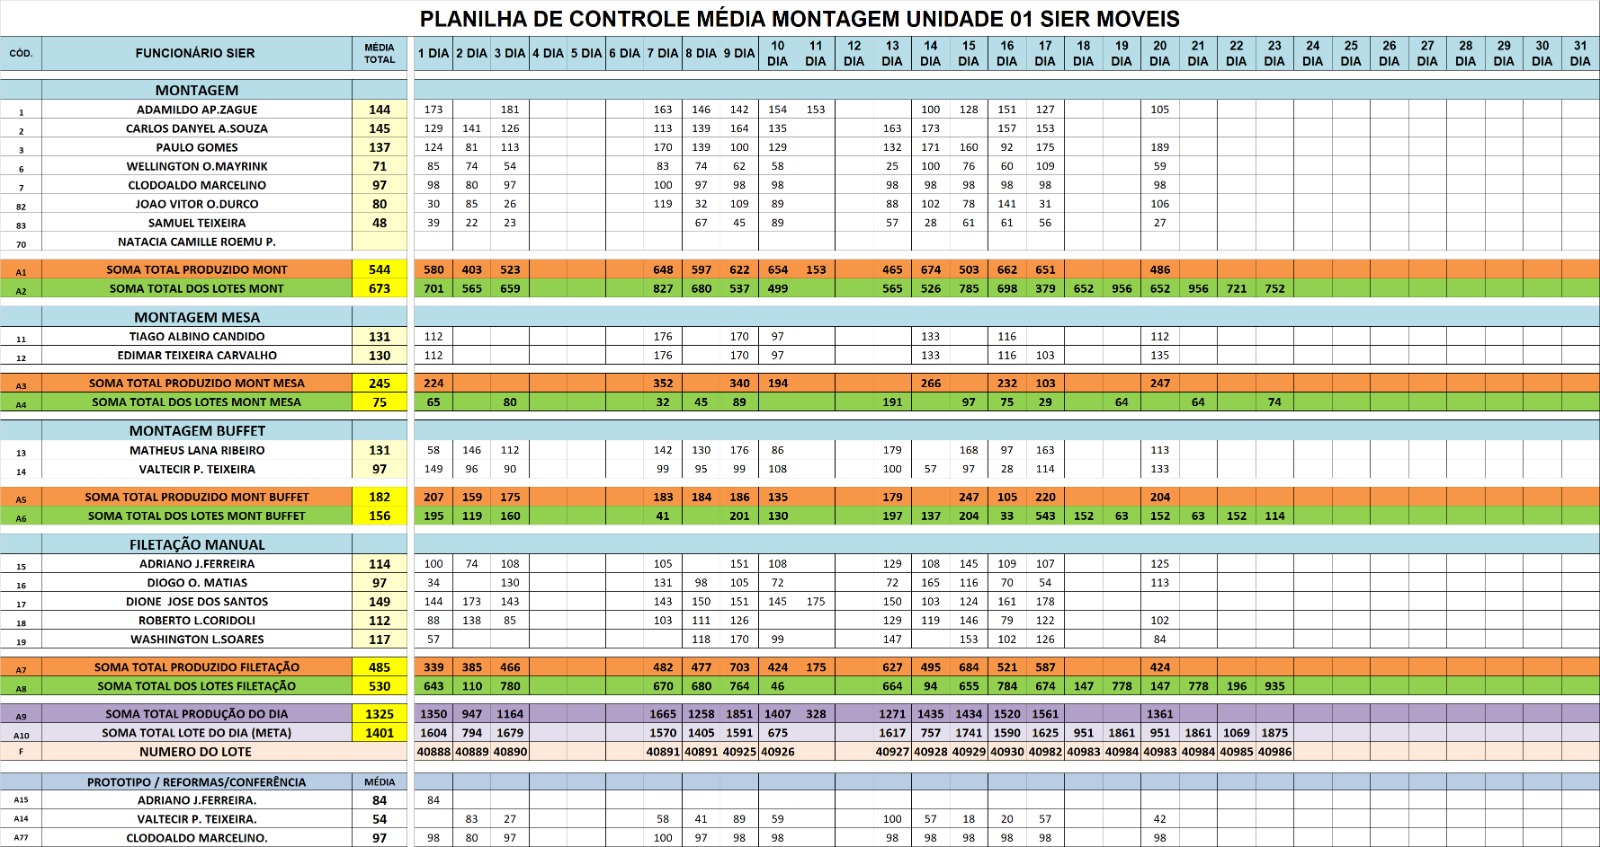 PLANILHA DE CONTROLE MÉDIA MONTAGEM UNIDADE 01 SIER MOVEIS
CÓD. FUNCIONÁRIO SIER MÉDIA TOTAL 1 DIA 2 DIA 3 DIA 4 DIA 5 DIA 6 DIA 7 DIA 8 DIA 9 DIA 10 DIA 11 DIA 12 DIA 13 DIA 14 DIA 15 DIA 16 DIA 17 DIA 18 DIA 19 DIA 20 DIA 21 DIA 22 DIA 23 DIA 24 DIA 25 DIA 26 DIA 27 DIA 28 DIA 29 DIA 30 DIA 31 DIA
MONTAGEM
1 ADAMILDO AP.ZAGUE 144 173 181 163 146 142 154 153 100 128 151 127 105
2 CARLOS DANYEL A.SOUZA 145 129 141 126 113 139 164 135 163 173 157 153
3 PAULO GOMES 137 124 81 113 170 139 100 129 132 171 160 92 175 189
6 WELLINGTON O.MAYRINK 71 85 74 54 83 74 62 58 25 100 76 60 109 59
7 CLODOALDO MARCELINO 97 98 80 97 100 97 98 98 98 98 98 98 98 98
82 JOAO VITOR O.DURCO 80 30 85 26 119 32 109 89 88 102 78 141 31 106
83 SAMUEL TEIXEIRA 48 39 22 23 67 45 89 57 28 61 61 56 27
70 NATACIA CAMILLE ROEMU P.
A1 SOMA TOTAL PRODUZIDO MONT 544 580 403 523 648 597 622 654 153 465 674 503 662 651 486
A2 SOMA TOTAL DOS LOTES MONT 673 701 565 659 827 680 537 499 565 526 785 698 379 652 956 652 956 721 752
MONTAGEM MESA
11 TIAGO ALBINO CANDIDO 131 112 176 170 97 133 116 112
12 EDIMAR TEIXEIRA CARVALHO 130 112 176 170 97 133 116 103 135
A3 SOMA TOTAL PRODUZIDO MONT MESA 245 224 352 340 194 266 232 103 247
A4 SOMA TOTAL DOS LOTES MONT MESA 75 65 80 32 45 89 191 97 75 29 64 64 74
MONTAGEM BUFFET
13 MATHEUS LANA RIBEIRO 131 58 146 112 142 130 176 86 179 168 97 163 113
14 VALTECIR P. TEIXEIRA 97 149 96 90 99 95 99 108 100 57 97 28 114 133
A5 SOMA TOTAL PRODUZIDO MONT BUFFET 182 207 159 175 183 184 186 135 179 247 105 220 204
A6 SOMA TOTAL DOS LOTES MONT BUFFET 156 195 119 160 41 201 130 197 137 204 33 543 152 63 152 63 152 114
FILETAÇÃO MANUAL
15 ADRIANO J.FERREIRA 114 100 74 108 105 151 108 129 108 145 109 107 125
16 DIOGO O. MATIAS 97 34 130 131 98 105 72 72 165 116 70 54 113
17 DIONE JOSE DOS SANTOS 149 144 173 143 143 150 151 145 175 150 103 124 161 178
18 ROBERTO L.CORIDOLI 112 88 138 85 103 111 126 129 119 146 79 122 102
19 WASHINGTON L.SOARES 117 57 118 170 99 147 153 102 126 84
A7 SOMA TOTAL PRODUZIDO FILETAÇÃO 485 339 385 466 482 477 703 424 175 627 495 684 521 587 424
A8 SOMA TOTAL DOS LOTES FILETAÇÃO 530 643 110 780 670 680 764 46 664 94 655 784 674 147 778 147 778 196 935
A9 SOMA TOTAL PRODUÇÃO DO DIA 1325 1350 947 1164 1665 1258 1851 1407 328 1271 1435 1434 1520 1561 1361
A10 SOMA TOTAL LOTE DO DIA (META) 1401 1604 794 1679 1570 1405 1591 675 1617 757 1741 1590 1625 951 1861 951 1861 1069 1875
F NUMERO DO LOTE 40888 40889 40890 40891 40891 40925 40926 40927 40928 40929 40930 40982 40983 40984 40983 40984 40985 40986
PROTOTIPO / REFORMAS/CONFERÊNCIA MÉDIA
A15 ADRIANO J.FERREIRA. 84 84
A14 VALTECIR P. TEIXEIRA. 54 83 27 58 41 89 59 100 57 18 20 57 42
A77 CLODOALDO MARCELINO. 97 98 80 97 100 97 98 98 98 98 98 98 98 98